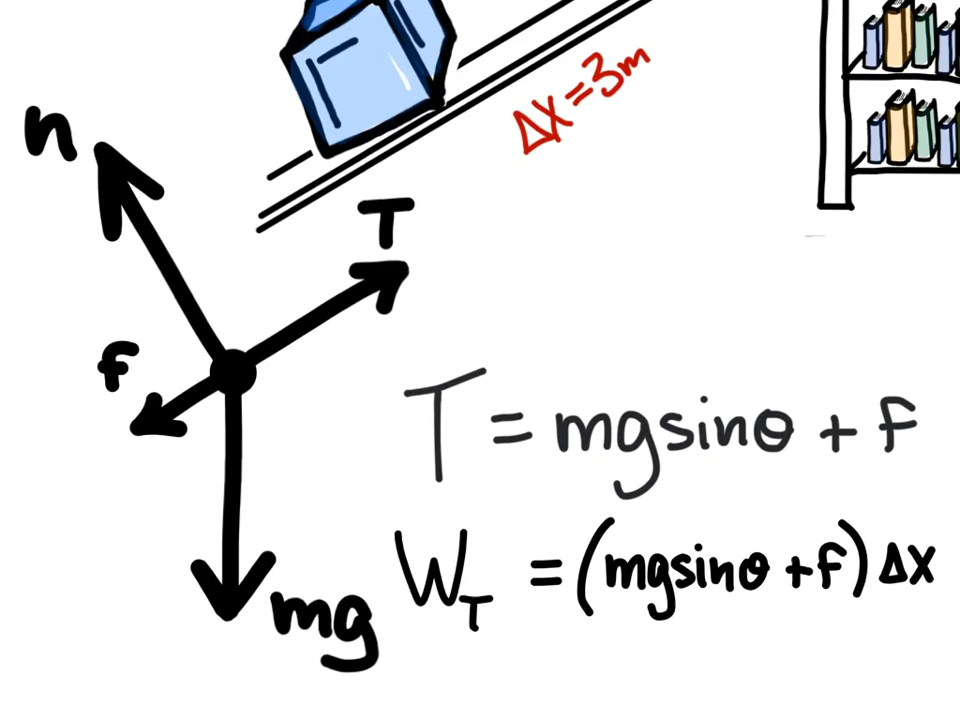 ΔX = 3m
n
T
f
T = mgsinθ + f
W_T = (mgsinθ + f) ΔX
mg